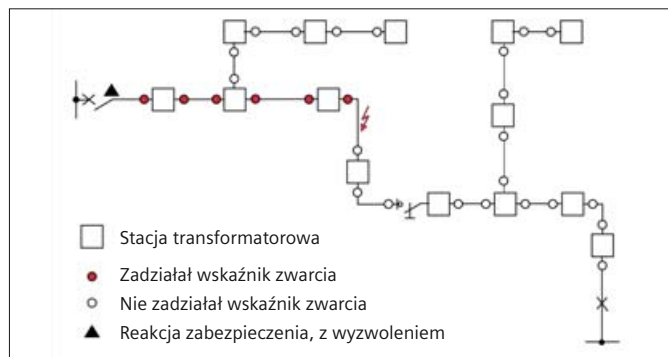 Stacja transformatorowa
Zadziałał wskaźnik zwarcia
Nie zadziałał wskaźnik zwarcia
Reakcja zabezpieczenia, z wyzwoleniem